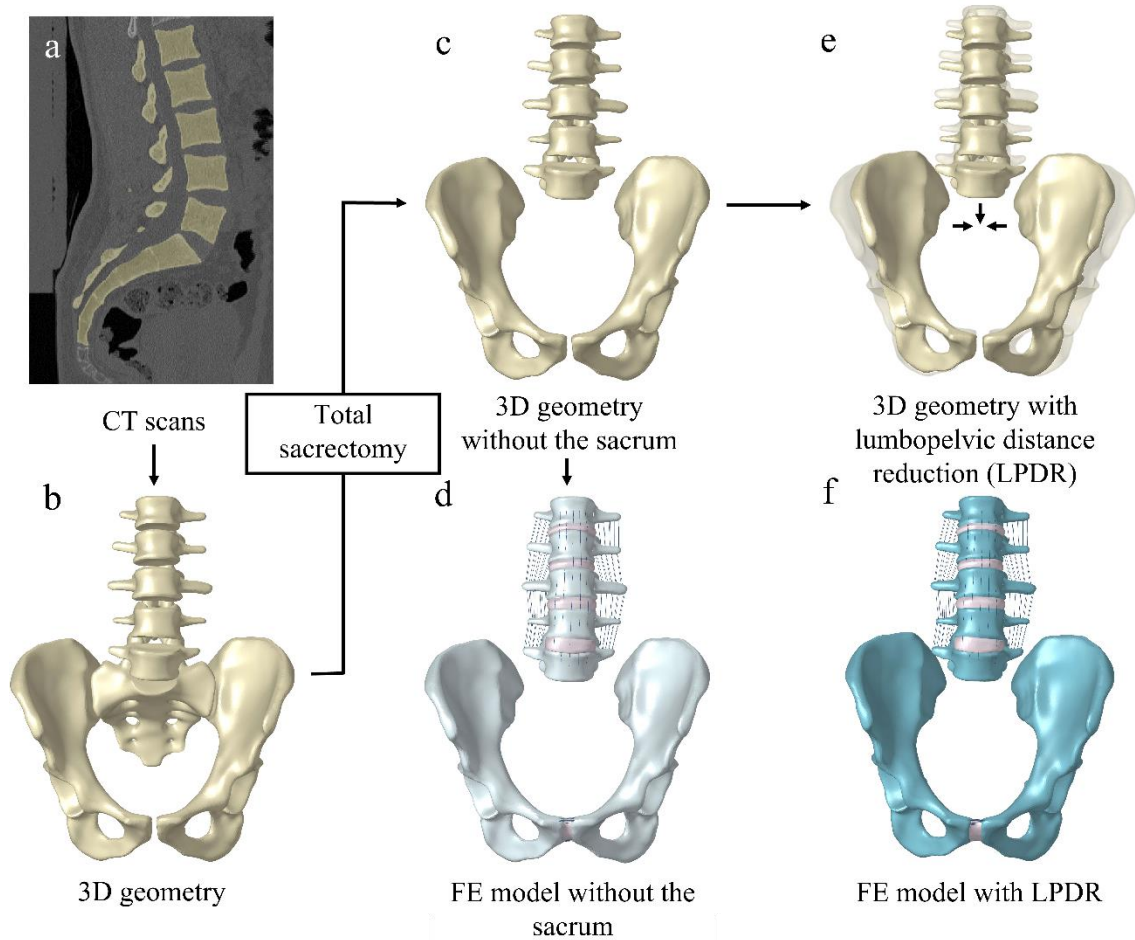 a
CT scans
b
3D geometry
Total
sacrectomy
c
3D geometry
without the sacrum
d
FE model without the
sacrum
e
3D geometry with
lumbopelvic distance
reduction (LPDR)
f
FE model with LPDR